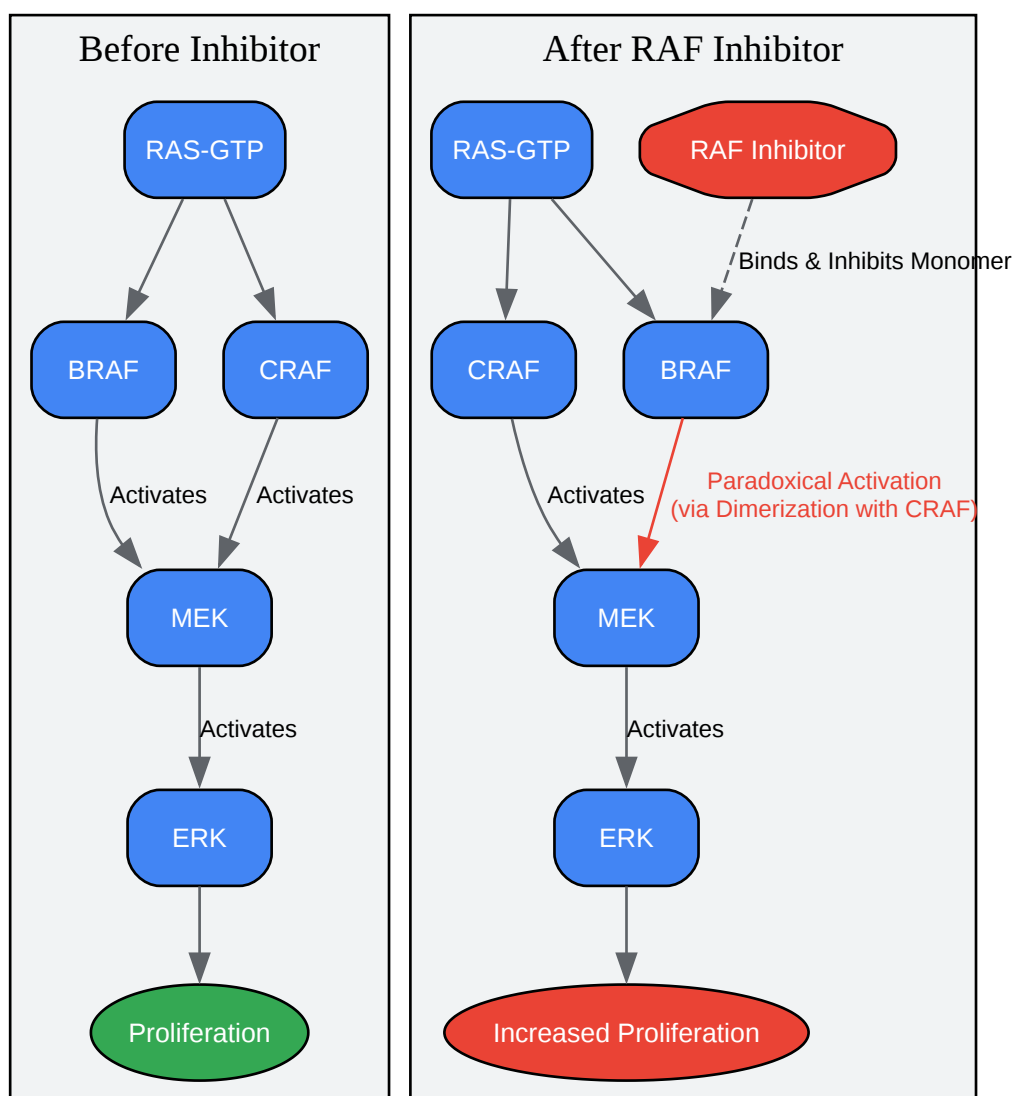 Before Inhibitor
RAS-GTP
BRAF
CRAF
Activates
Activates
MEK
Activates
ERK
Proliferation
After RAF Inhibitor
RAS-GTP
RAF Inhibitor
Binds & Inhibits Monomer
CRAF
BRAF
Activates
Paradoxical Activation
(via Dimerization with CRAF)
MEK
Activates
ERK
Increased Proliferation